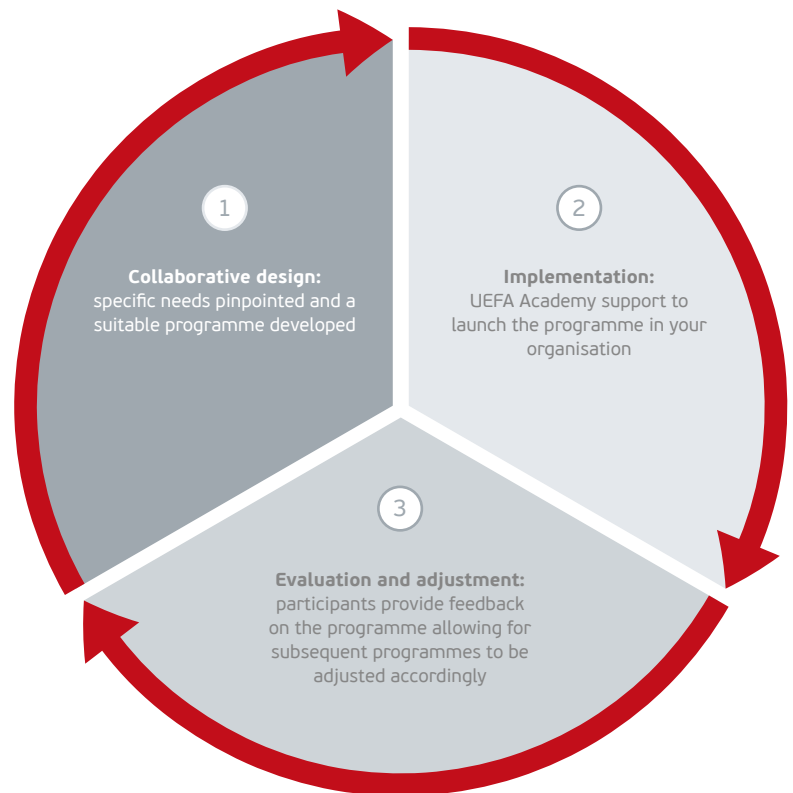 1
Collaborative design:
specific needs pinpointed and a
suitable programme developed
2
Implementation:
UEFA Academy support to
launch the programme in your
organisation
3
Evaluation and adjustment:
participants provide feedback
on the programme allowing for
subsequent programmes to be
adjusted accordingly